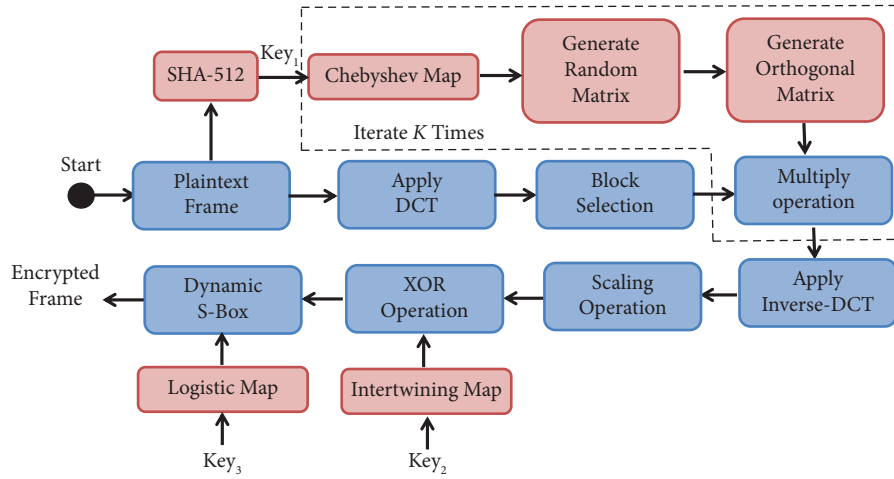 Key₁
SHA-512
Chebyshev Map
Generate
Random
Matrix
Generate
Orthogonal
Matrix
Iterate K Times
Start
Plaintext
Frame
Apply
DCT
Block
Selection
Multiply
operation
Encrypted
Frame
Dynamic
S-Box
XOR
Operation
Scaling
Operation
Apply
Inverse-DCT
Logistic Map
Intertwining Map
Key₃
Key₂